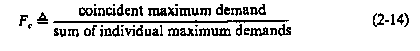 F_c ≜ coincident maximum demand / sum of individual maximum demands (2-14)